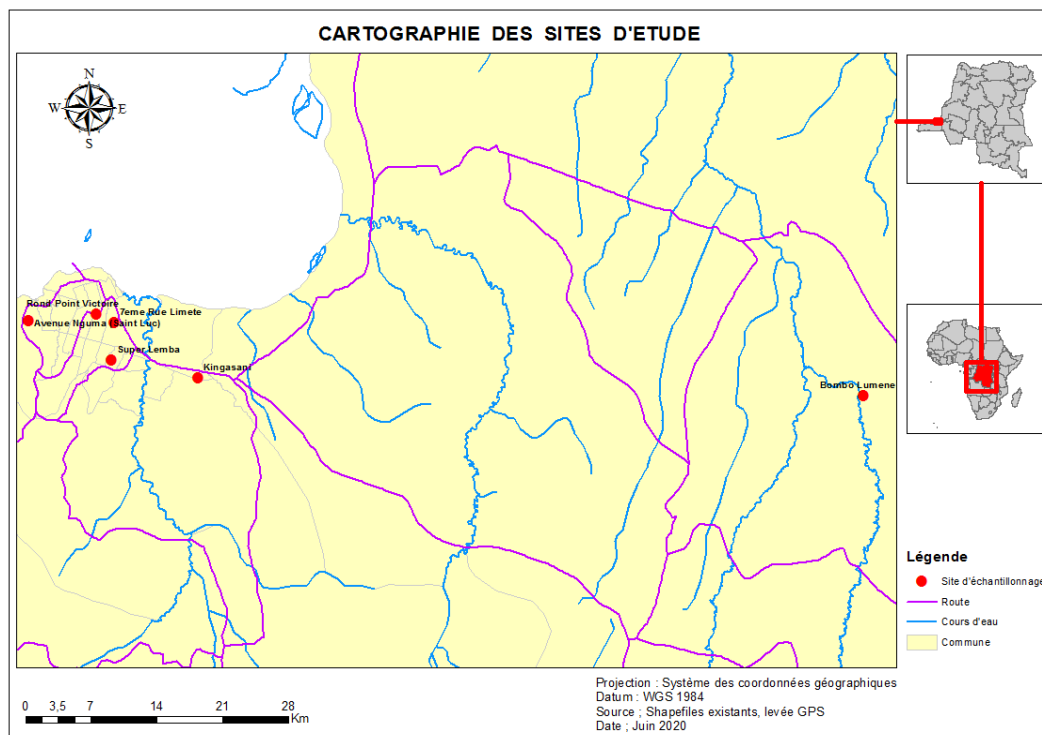 CARTOGRAPHIE DES SITES D'ETUDE
N
W E
S
Rond Point Victoire
7eme Rue Limete
Avenue Nguma (Saint Luc)
Super Lemba
Kingasani
Bombo Lumene
Légende
Site d'échantillonnage
Route
Cours d'eau
Commune
Projection : Système des coordonnées géographiques
Datum : WGS 1984
Source ; Shapefiles existants, levée GPS
Date ; Juin 2020
0 3,5 7 14 21 28
Km